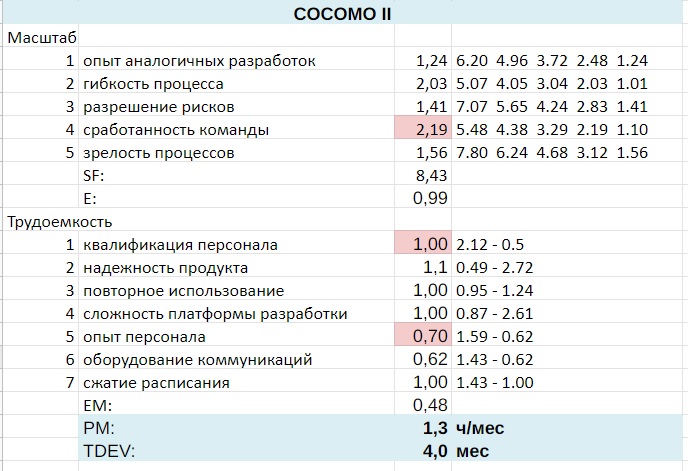 COCOMO II
Масштаб
1 опыт аналогичных разработок 1,24 6.20 4.96 3.72 2.48 1.24
2 гибкость процесса 2,03 5.07 4.05 3.04 2.03 1.01
3 разрешение рисков 1,41 7.07 5.65 4.24 2.83 1.41
4 сработанность команды 2,19 5.48 4.38 3.29 2.19 1.10
5 зрелость процессов 1,56 7.80 6.24 4.68 3.12 1.56
SF: 8,43
E: 0,99
Трудоемкость
1 квалификация персонала 1,00 2.12 - 0.5
2 надежность продукта 1,1 0.49 - 2.72
3 повторное использование 1,00 0.95 - 1.24
4 сложность платформы разработки 1,00 0.87 - 2.61
5 опыт персонала 0,70 1.59 - 0.62
6 оборудование коммуникаций 0,62 1.43 - 0.62
7 сжатие расписания 1,00 1.43 - 1.00
EM: 0,48
PM: 1,3 ч/мес
TDEV: 4,0 мес